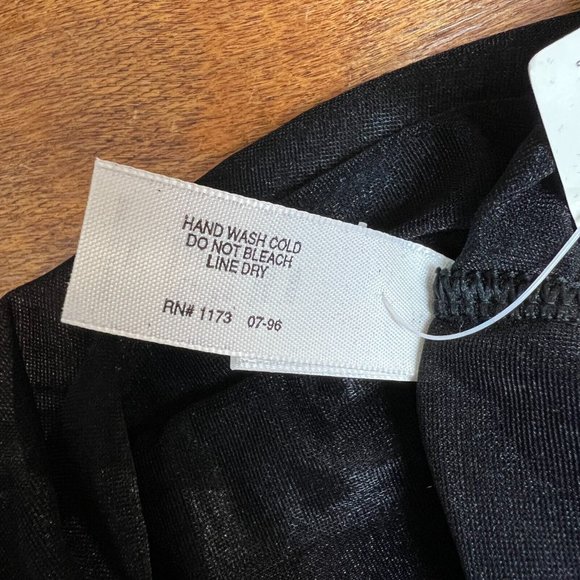 HAND WASH COLD
DO NOT BLEACH
LINE DRY
RN# 1173 07-96